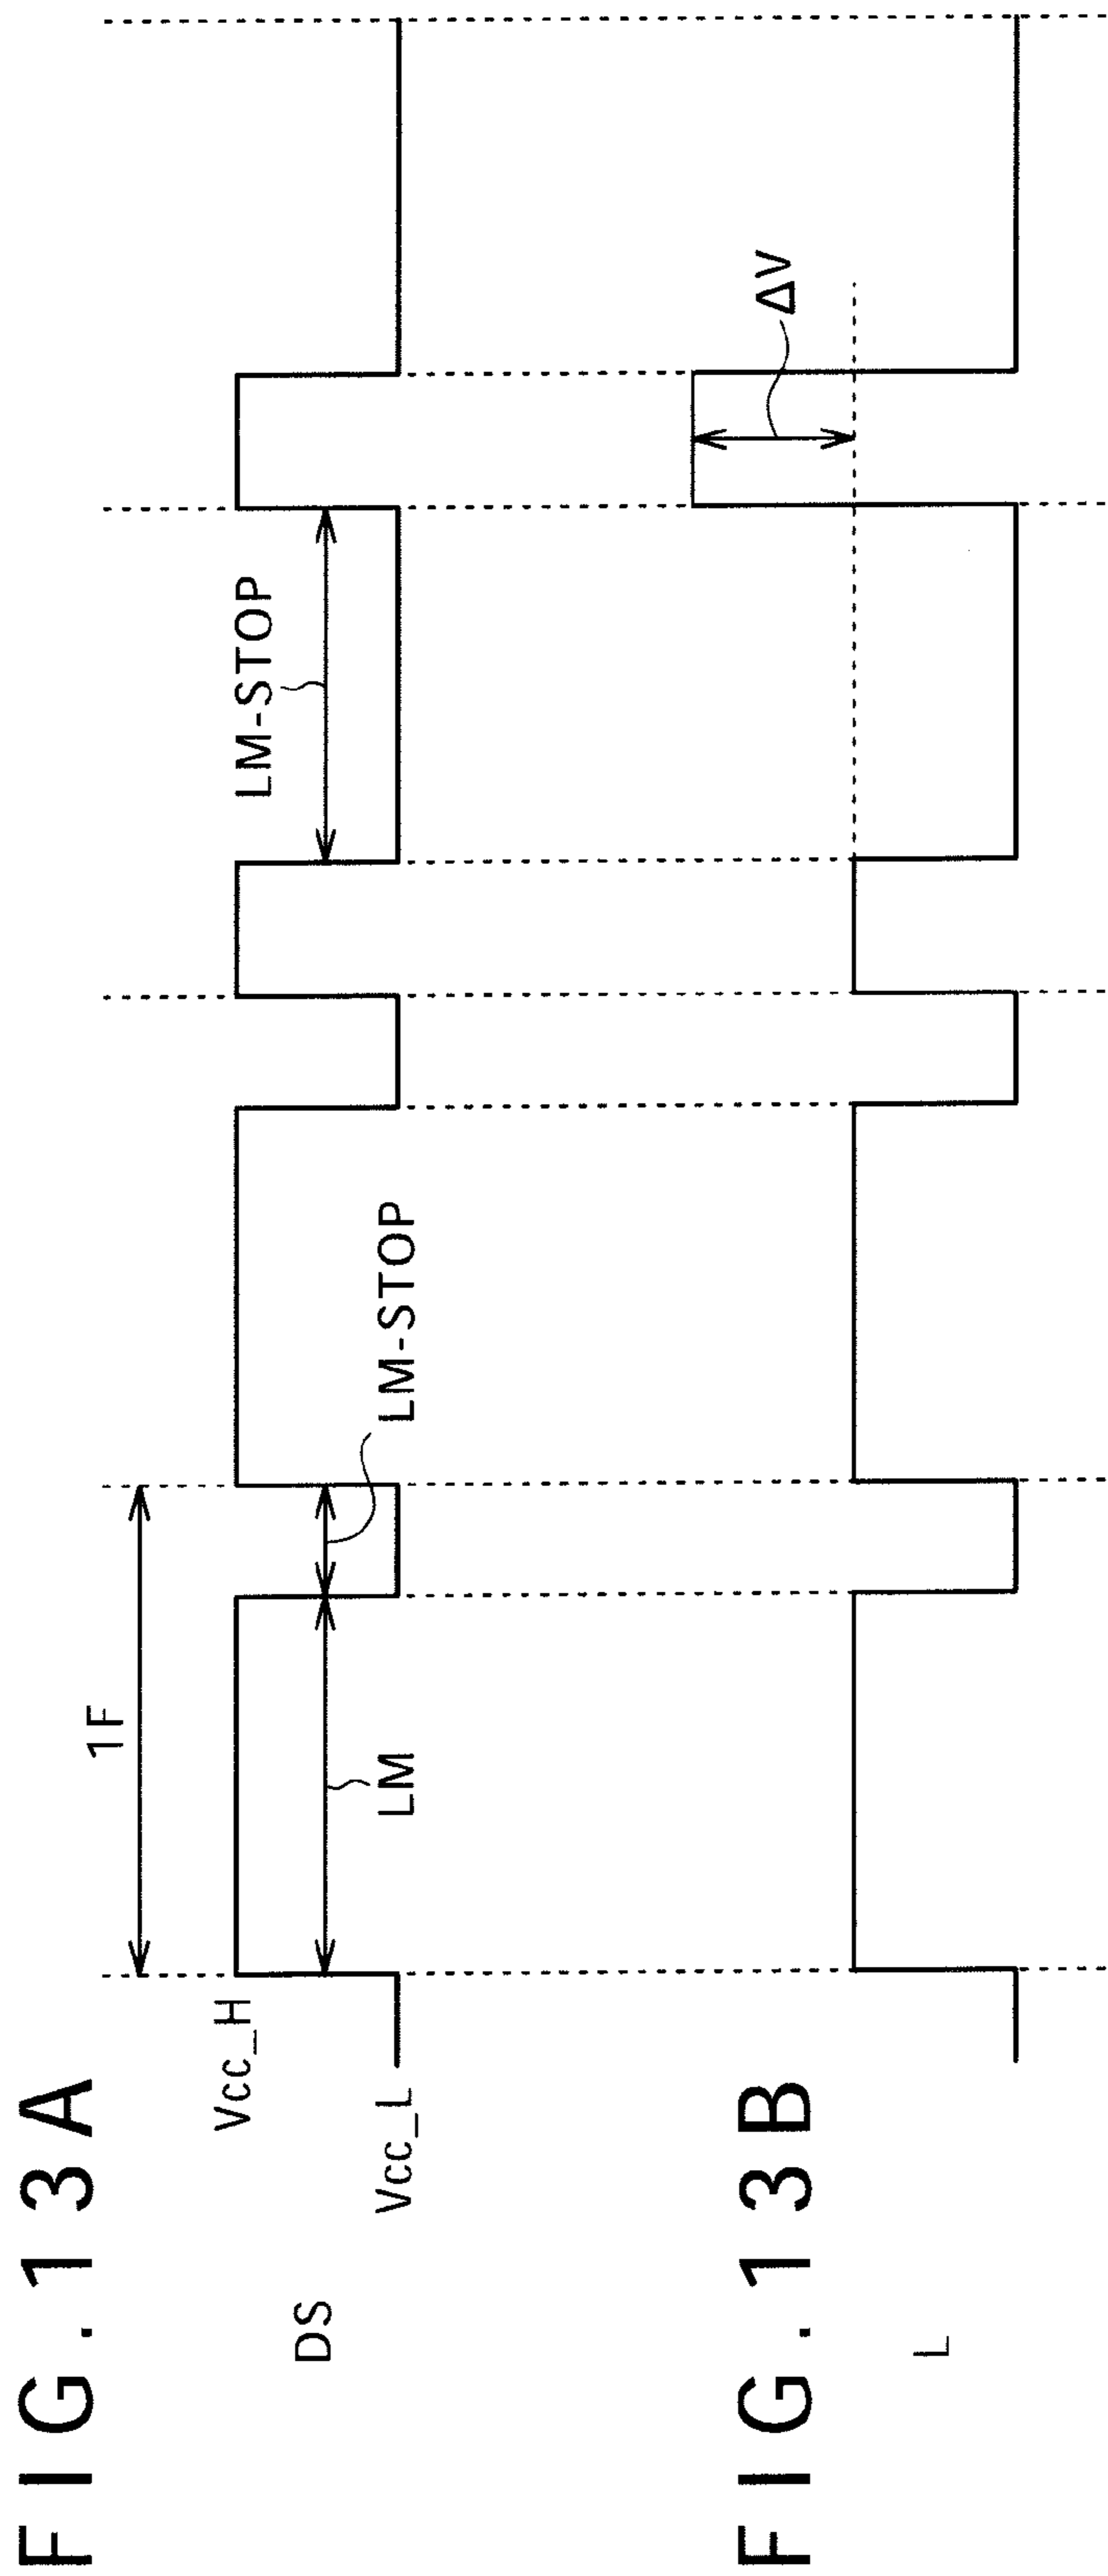 FIG.13A
1F
Vcc_H
LM-STOP
DS
LM
LM-STOP
Vcc_L
FIG.13B
ΔV
L